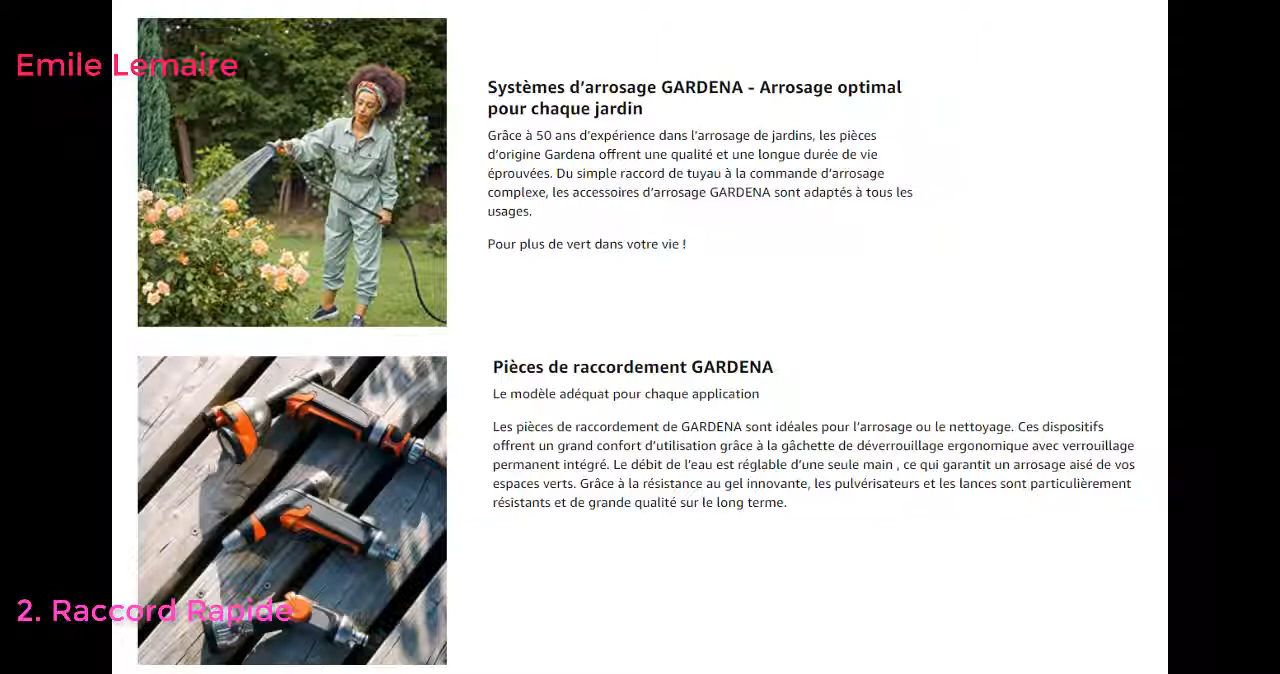 Emile Lemaire
Systèmes d’arrosage GARDENA - Arrosage optimal
pour chaque jardin
Grâce à 50 ans d’expérience dans l’arrosage de jardins, les pièces
d’origine Gardena offrent une qualité et une longue durée de vie
éprouvées. Du simple raccord de tuyau à la commande d’arrosage
complexe, les accessoires d’arrosage GARDENA sont adaptés à tous les
usages.
Pour plus de vert dans votre vie !
Pièces de raccordement GARDENA
Le modèle adéquat pour chaque application
Les pièces de raccordement de GARDENA sont idéales pour l’arrosage ou le nettoyage. Ces dispositifs
offrent un grand confort d’utilisation grâce à la gâchette de déverrouillage ergonomique avec verrouillage
permanent intégré. Le débit de l’eau est réglable d’une seule main , ce qui garantit un arrosage aisé de vos
espaces verts. Grâce à la résistance au gel innovante, les pulvérisateurs et les lances sont particulièrement
résistants et de grande qualité sur le long terme.
2. Raccord Rapide